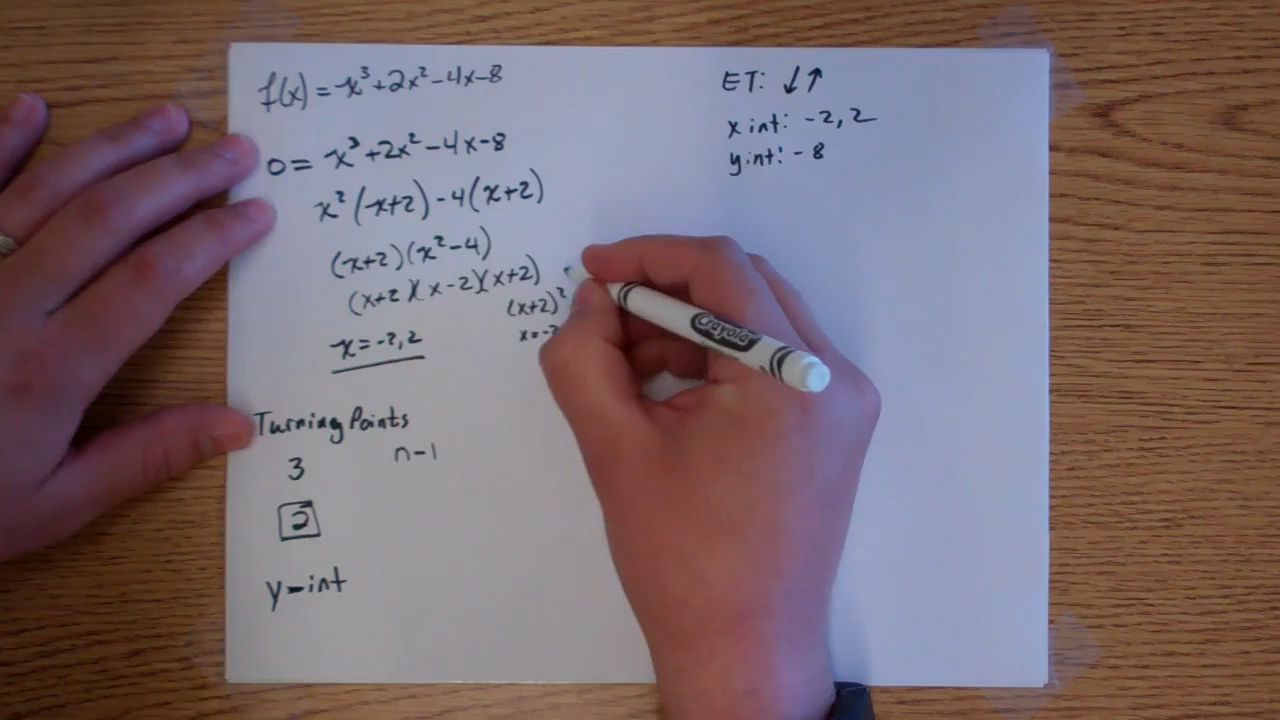 f(x) = x³+2x²-4x-8
0 = x³+2x²-4x-8
x²(x+2)-4(x+2)
(x+2)(x²-4)
(x+2)(x-2)(x+2)
(x+2)²
x=-2
x=-2,2
Turning Points
3 n-1
2
y-int
ET: ↓↑
x int: -2,2
y int: -8
Crayola